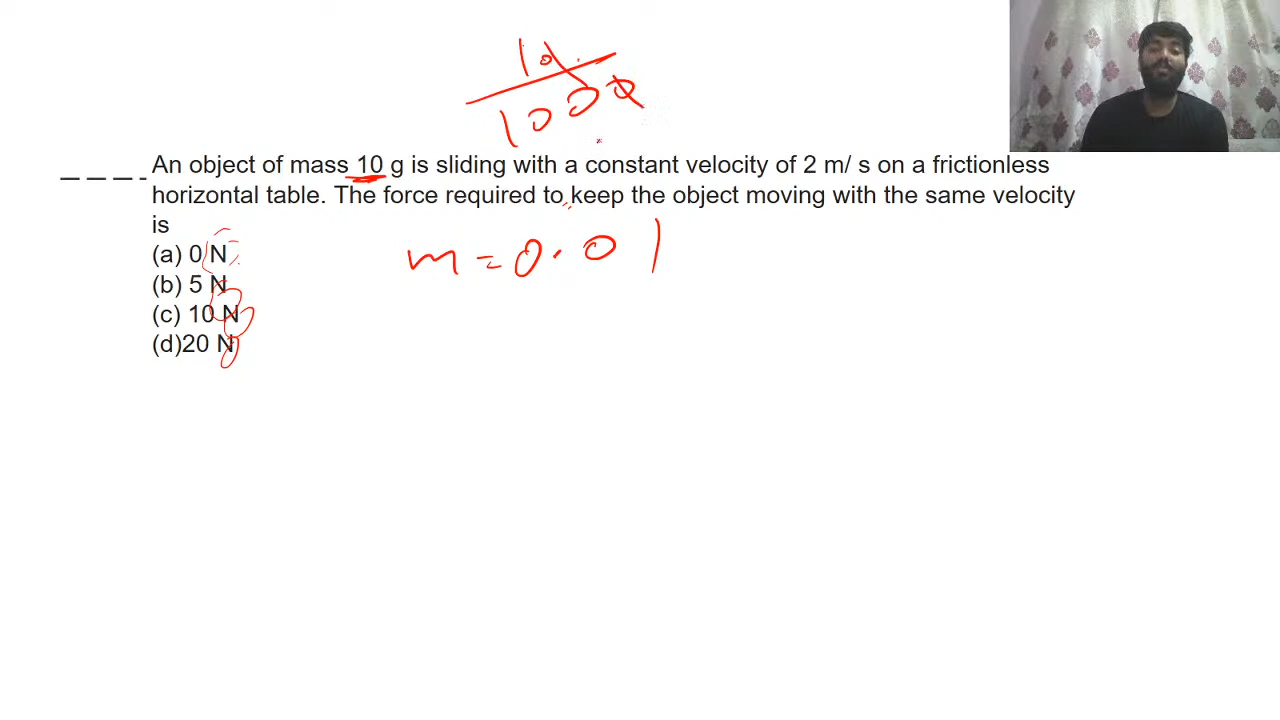 10
1000
An object of mass 10 g is sliding with a constant velocity of 2 m/ s on a frictionless
horizontal table. The force required to keep the object moving with the same velocity
is
(a) 0 N
m = 0.01
(b) 5 N
(c) 10 N
(d)20 N